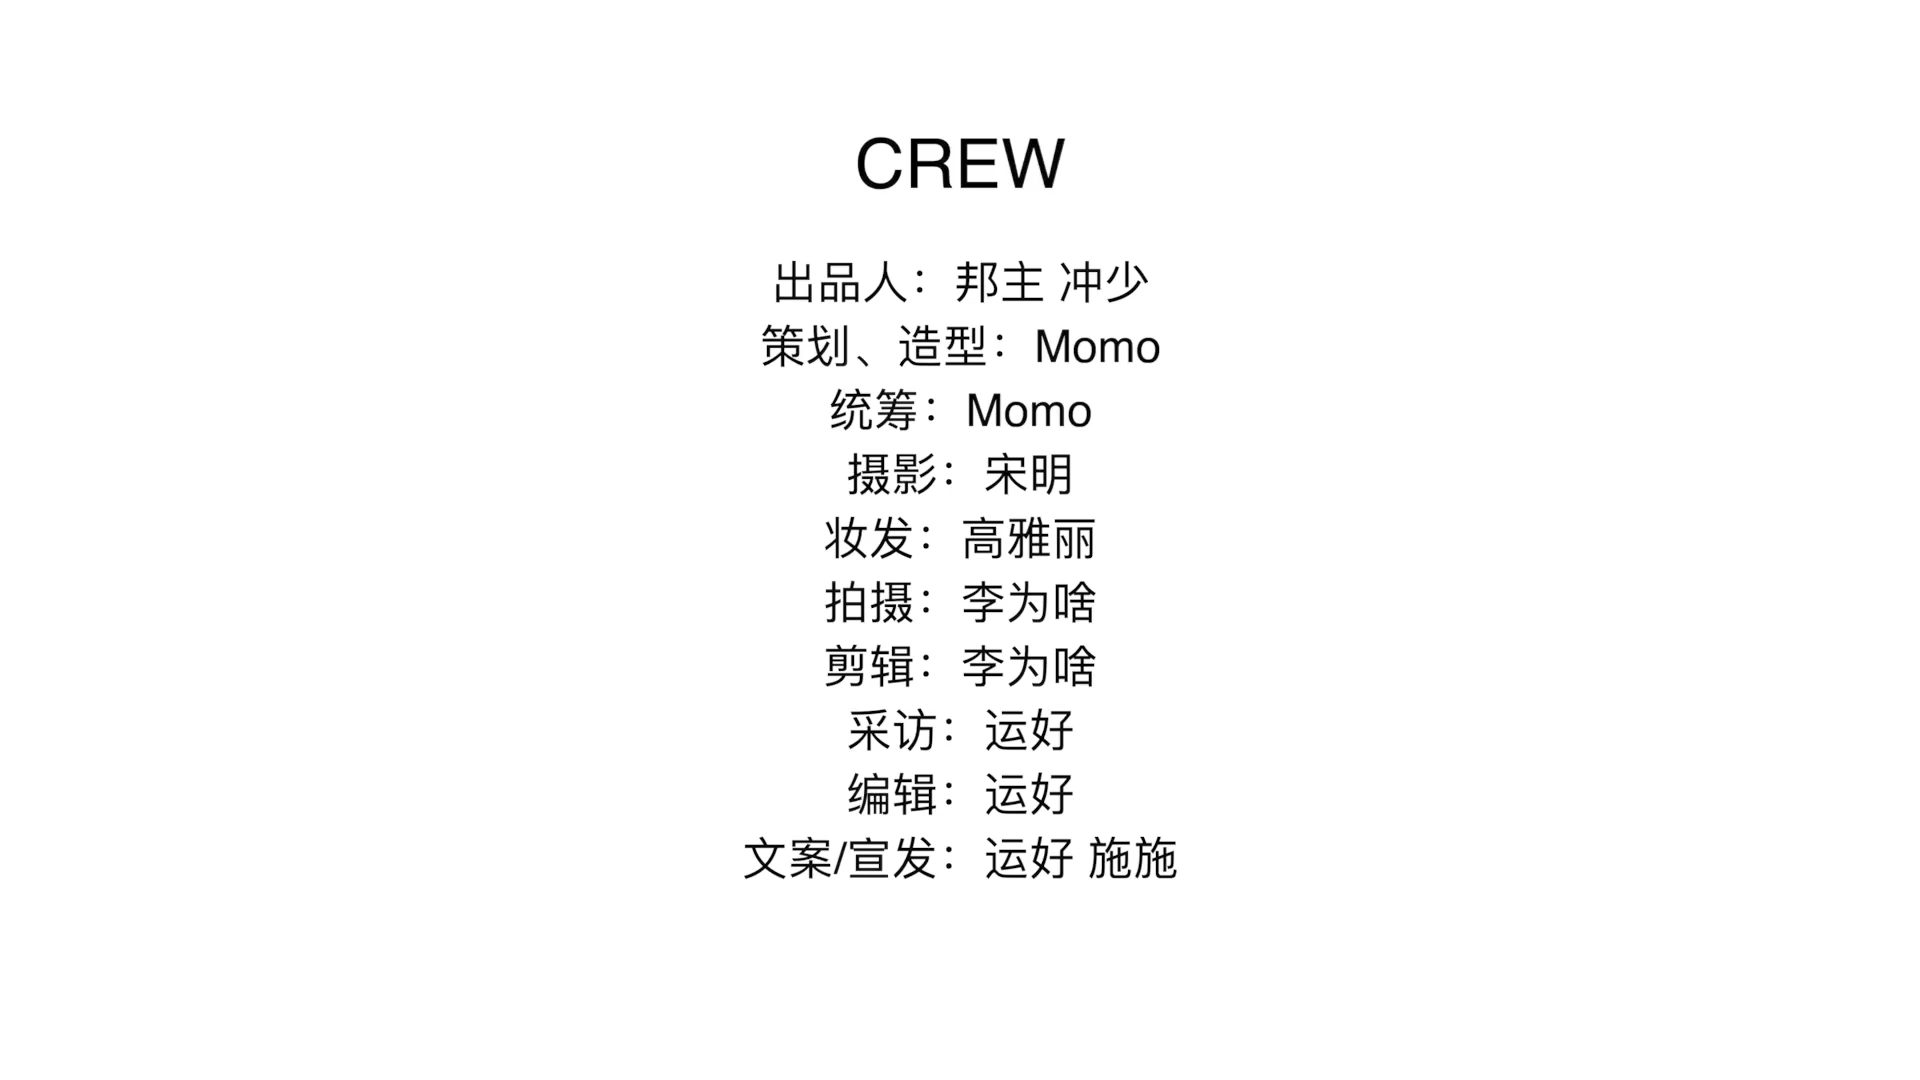 CREW
出品人：邦主 冲少
策划、造型：Momo
统筹：Momo
摄影：宋明
妆发：高雅丽
拍摄：李为啥
剪辑：李为啥
采访：运好
编辑：运好
文案/宣发：运好 施施